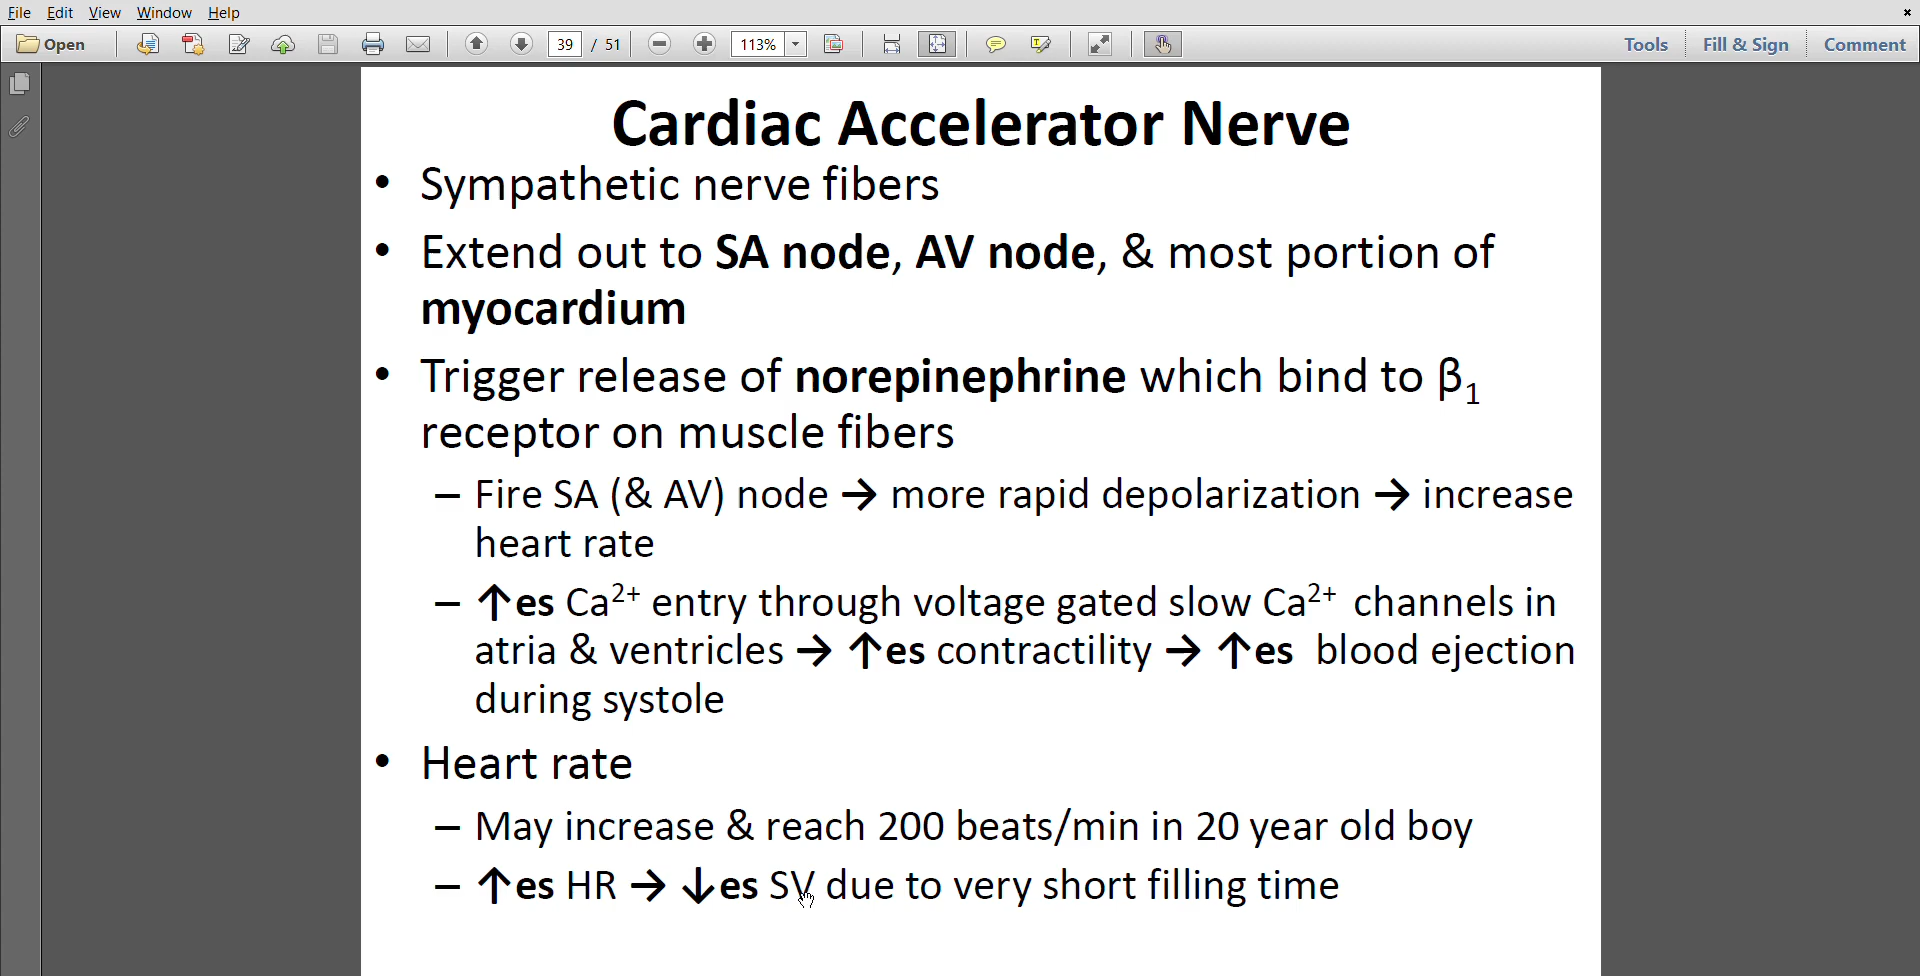 File Edit View Window Help
Open 39 / 51 113% Tools Fill & Sign Comment
Cardiac Accelerator Nerve
• Sympathetic nerve fibers
• Extend out to SA node, AV node, & most portion of
myocardium
• Trigger release of norepinephrine which bind to β₁
receptor on muscle fibers
– Fire SA (& AV) node → more rapid depolarization → increase
heart rate
– ↑es Ca²⁺ entry through voltage gated slow Ca²⁺ channels in
atria & ventricles → ↑es contractility → ↑es blood ejection
during systole
• Heart rate
– May increase & reach 200 beats/min in 20 year old boy
– ↑es HR → ↓es SV due to very short filling time